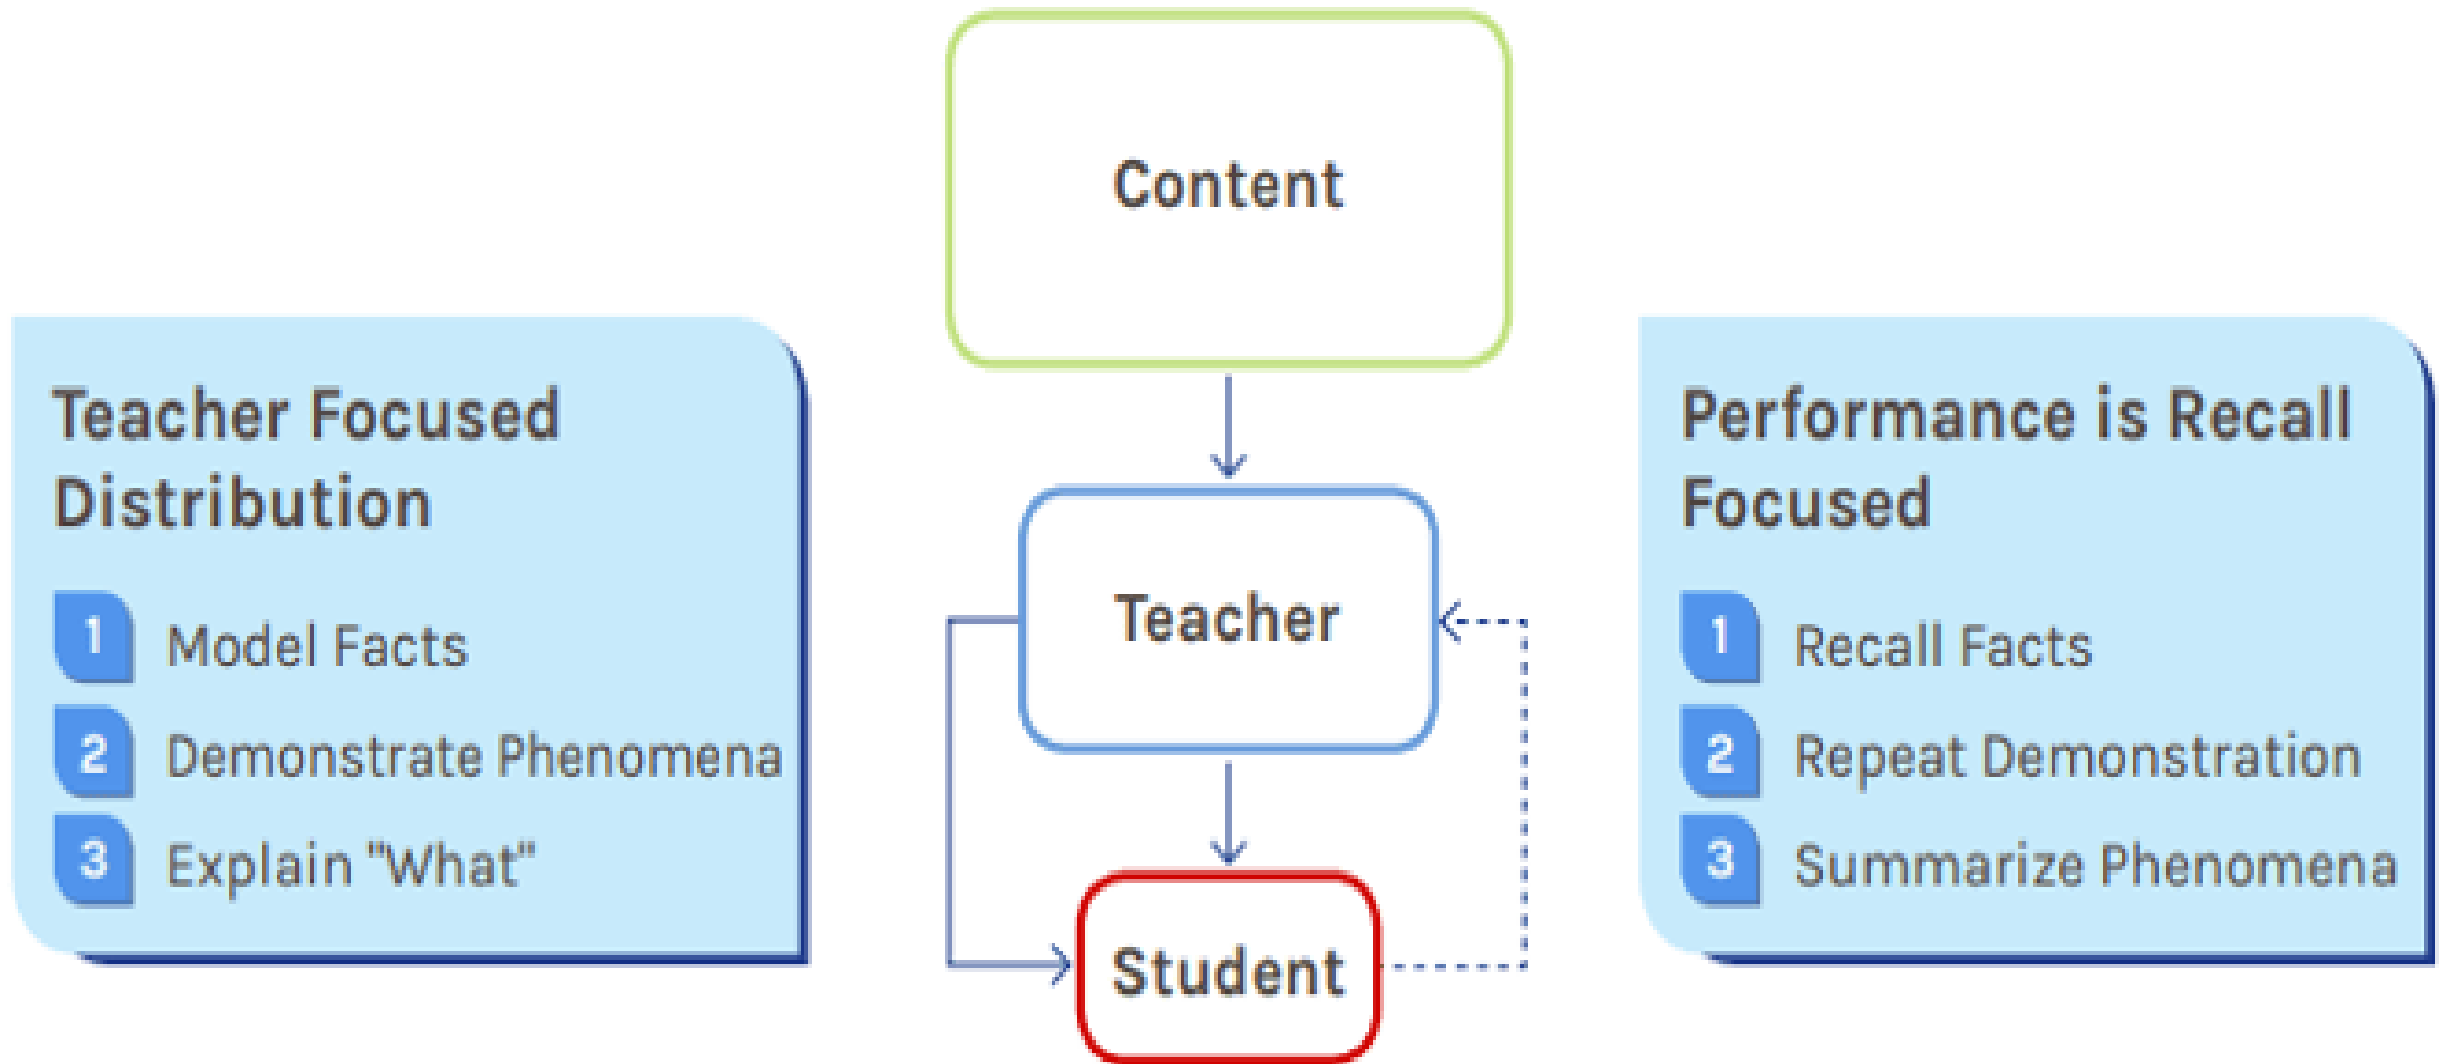 Content
Teacher Focused
Distribution
1 Model Facts
2 Demonstrate Phenomena
3 Explain "What"
Teacher
Student
Performance is Recall
Focused
1 Recall Facts
2 Repeat Demonstration
3 Summarize Phenomena